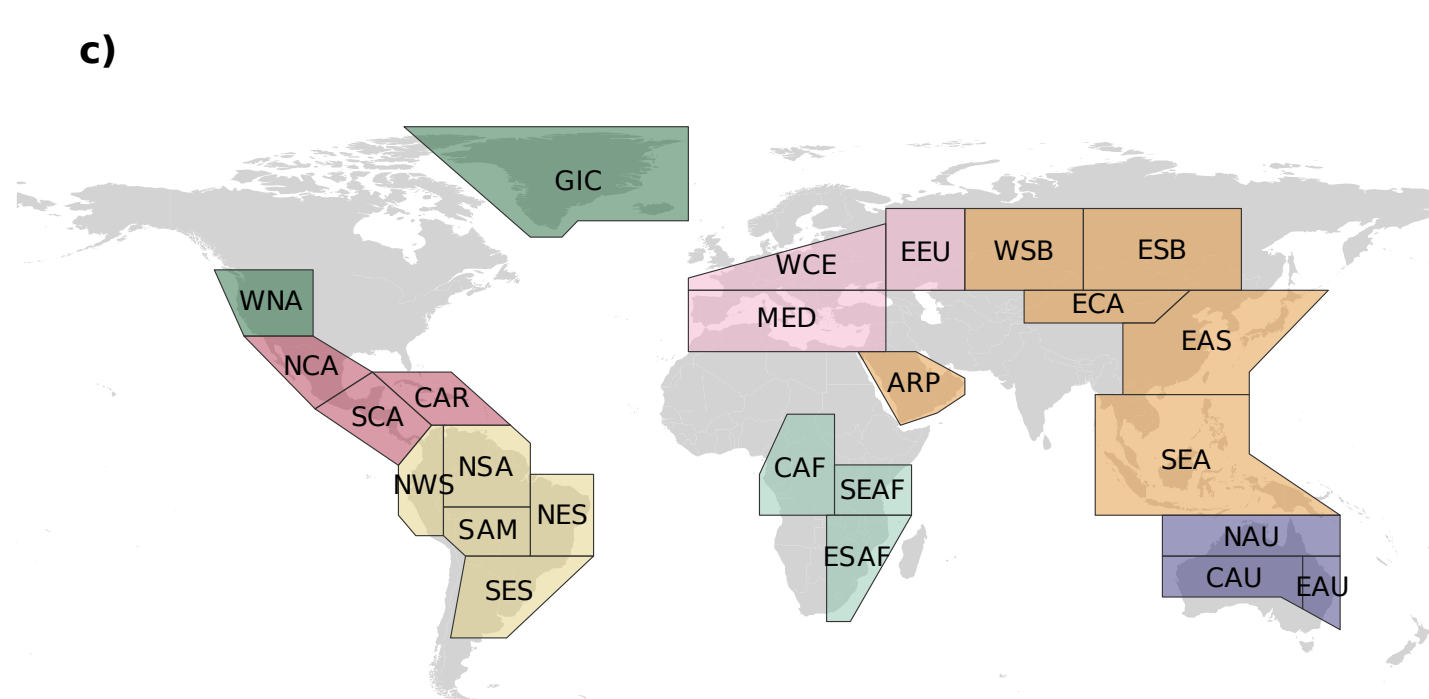 c)
GIC
WNA
NCA
CAR
SCA
NWS
NSA
SAM
NES
SES
WCE
EEU
WSB
ESB
MED
ECA
EAS
ARP
CAF
SEAF
SEA
ESAF
NAU
CAU
EAU